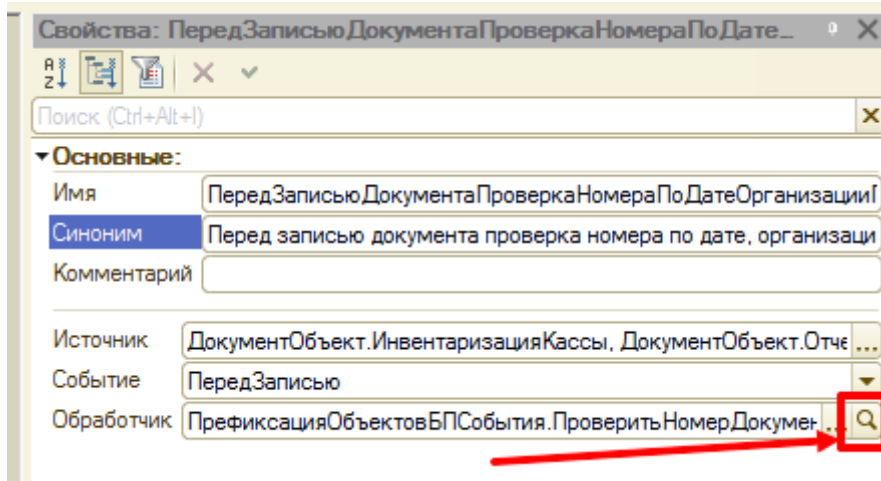 Свойства: ПередЗаписьюДокументаПроверкаНомераПоДате...
Поиск (Ctrl+Alt+I)
Основные:
Имя ПередЗаписьюДокументаПроверкаНомераПоДатеОрганизацииП
Синоним Перед записью документа проверка номера по дате, организаци
Комментарий
Источник ДокументОбъект.ИнвентаризацияКассы, ДокументОбъект.Отче ...
Событие ПередЗаписью
Обработчик ПрефиксацияОбъектовБПСобытия.ПроверитьНомерДокумен ...